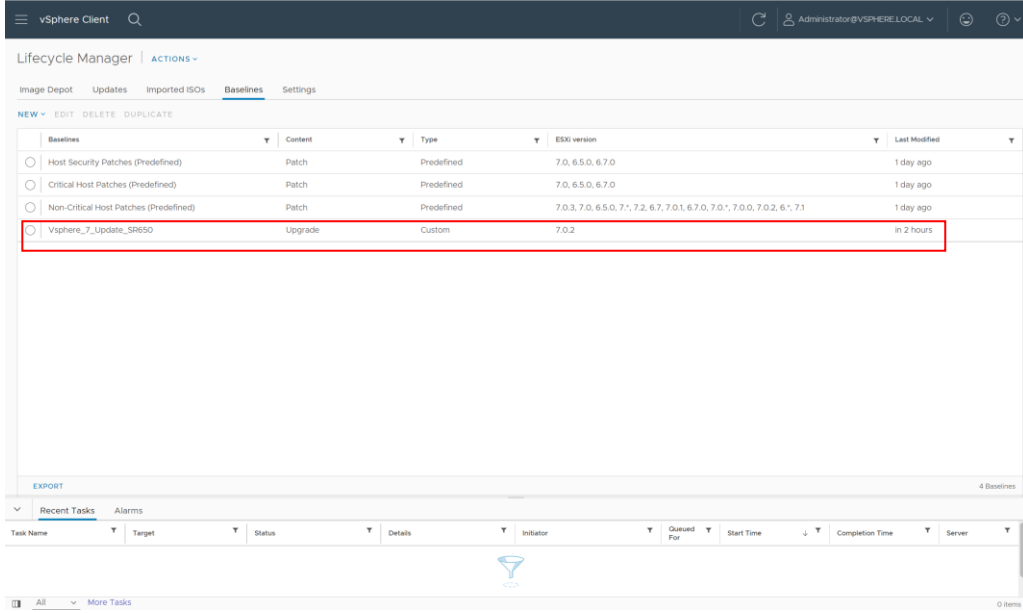 vSphere Client Administrator@VSPHERE.LOCAL
Lifecycle Manager ACTIONS
Image Depot Updates Imported ISOs Baselines Settings
NEW EDIT DELETE DUPLICATE
Baselines Content Type ESXi version Last Modified
Host Security Patches (Predefined) Patch Predefined 7.0, 6.5.0, 6.7.0 1 day ago
Critical Host Patches (Predefined) Patch Predefined 7.0, 6.5.0, 6.7.0 1 day ago
Non-Critical Host Patches (Predefined) Patch Predefined 7.0.3, 7.0, 6.5.0, 7.*, 7.2, 6.7, 7.0.1, 6.7.0, 7.0.*, 7.0.0, 7.0.2, 6.*, 7.1 1 day ago
Vsphere_7_Update_SR650 Upgrade Custom 7.0.2 in 2 hours
EXPORT 4 Baselines
Recent Tasks Alarms
Task Name Target Status Details Initiator Queued For Start Time Completion Time Server
All More Tasks 0 items